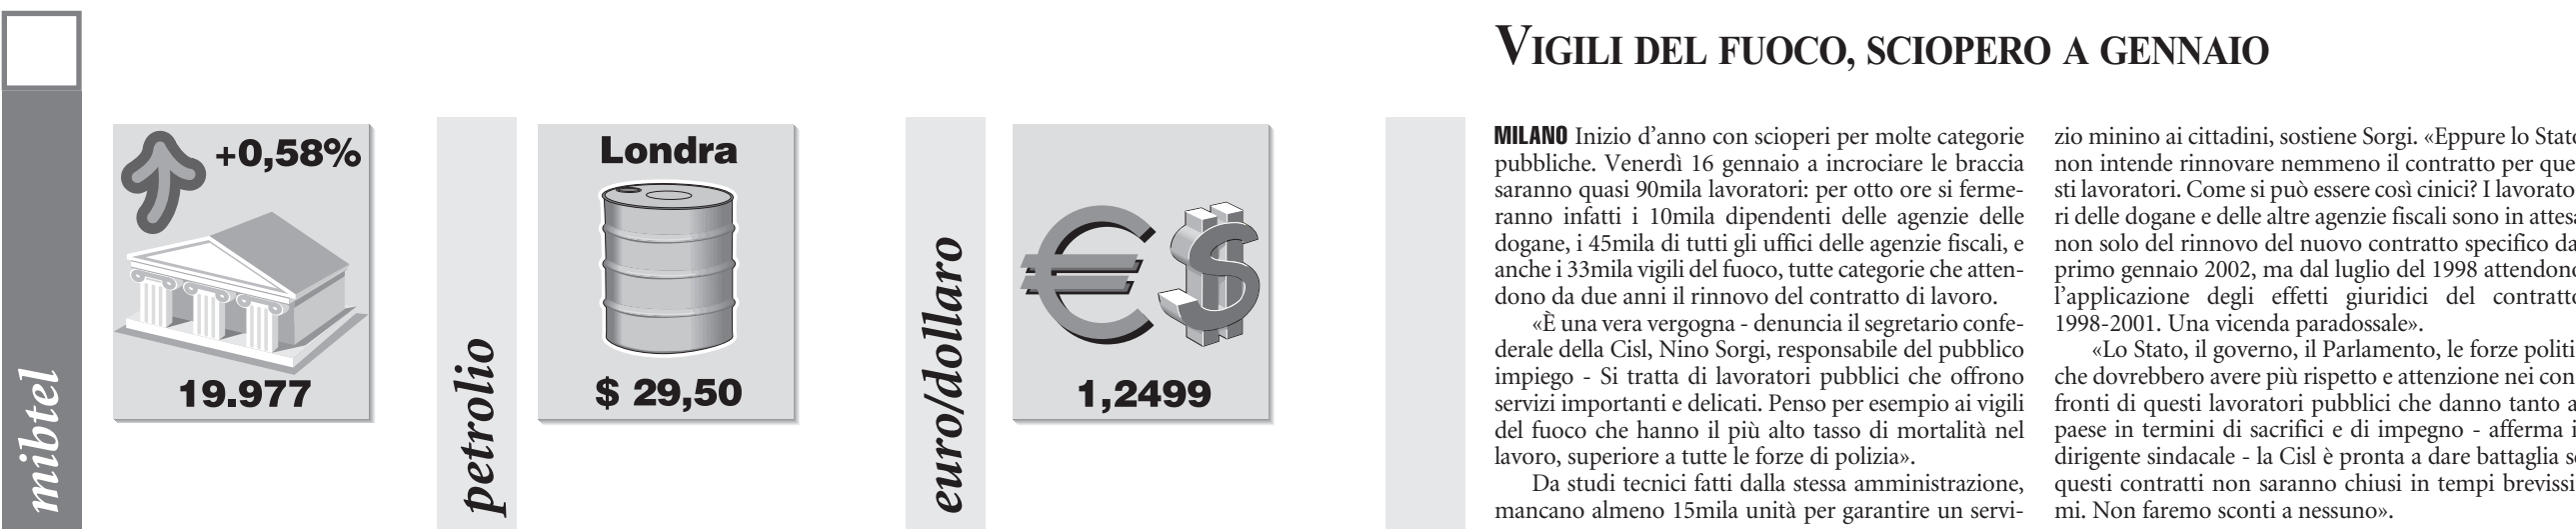 mibtel
+0,58%
19.977
petrolio
Londra
$ 29,50
euro/dollaro
1,2499
VIGILI DEL FUOCO, SCIOPERO A GENNAIO
MILANO Inizio d’anno con scioperi per molte categorie
pubbliche. Venerdì 16 gennaio a incrociare le braccia
saranno quasi 90mila lavoratori: per otto ore si ferme-
ranno infatti i 10mila dipendenti delle agenzie delle
dogane, i 45mila di tutti gli uffici delle agenzie fiscali, e
anche i 33mila vigili del fuoco, tutte categorie che atten-
dono da due anni il rinnovo del contratto di lavoro.
«È una vera vergogna - denuncia il segretario confe-
derale della Cisl, Nino Sorgi, responsabile del pubblico
impiego - Si tratta di lavoratori pubblici che offrono
servizi importanti e delicati. Penso per esempio ai vigili
del fuoco che hanno il più alto tasso di mortalità nel
lavoro, superiore a tutte le forze di polizia».
Da studi tecnici fatti dalla stessa amministrazione,
mancano almeno 15mila unità per garantire un servi-
zio minino ai cittadini, sostiene Sorgi. «Eppure lo Stato
non intende rinnovare nemmeno il contratto per que
sti lavoratori. Come si può essere così cinici? I lavorato
ri delle dogane e delle altre agenzie fiscali sono in attesa
non solo del rinnovo del nuovo contratto specifico da
primo gennaio 2002, ma dal luglio del 1998 attendono
l’applicazione degli effetti giuridici del contratto
1998-2001. Una vicenda paradossale».
«Lo Stato, il governo, il Parlamento, le forze politi
che dovrebbero avere più rispetto e attenzione nei con
fronti di questi lavoratori pubblici che danno tanto a
paese in termini di sacrifici e di impegno - afferma i
dirigente sindacale - la Cisl è pronta a dare battaglia se
questi contratti non saranno chiusi in tempi brevissi
mi. Non faremo sconti a nessuno».